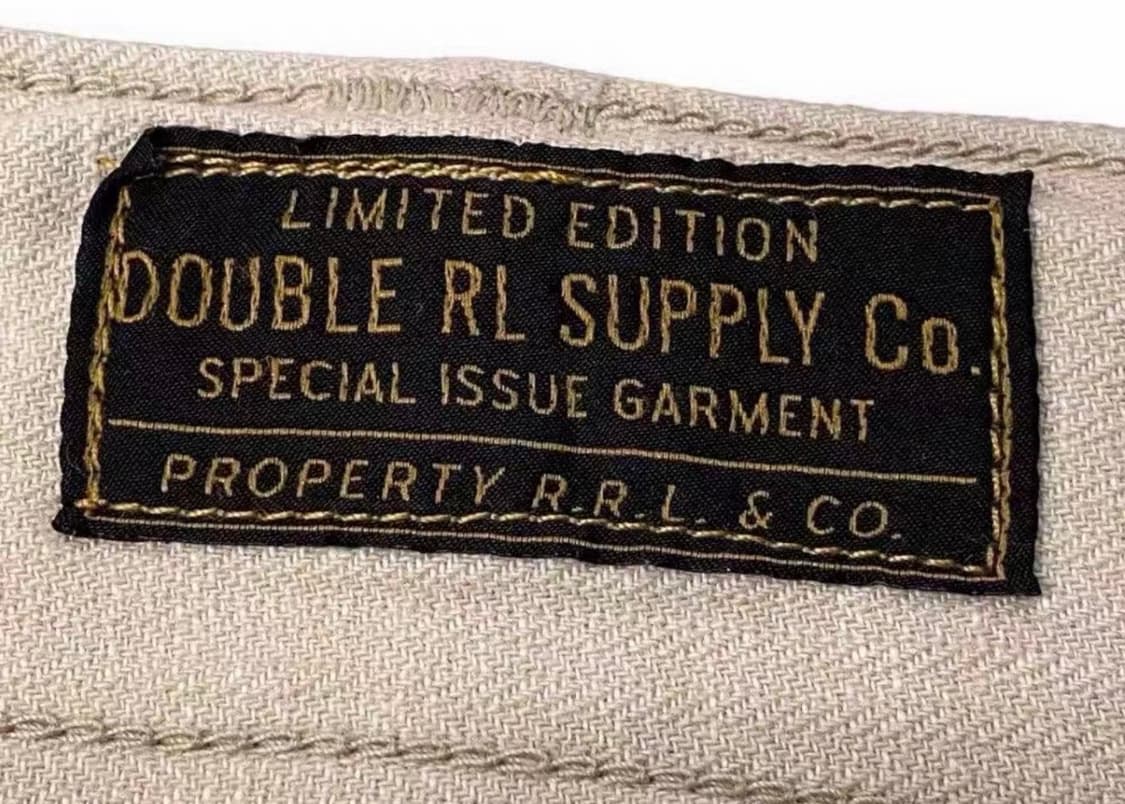 LIMITED EDITION
DOUBLE RL SUPPLY Co.
SPECIAL ISSUE GARMENT
PROPERTY R.R.L. & CO.